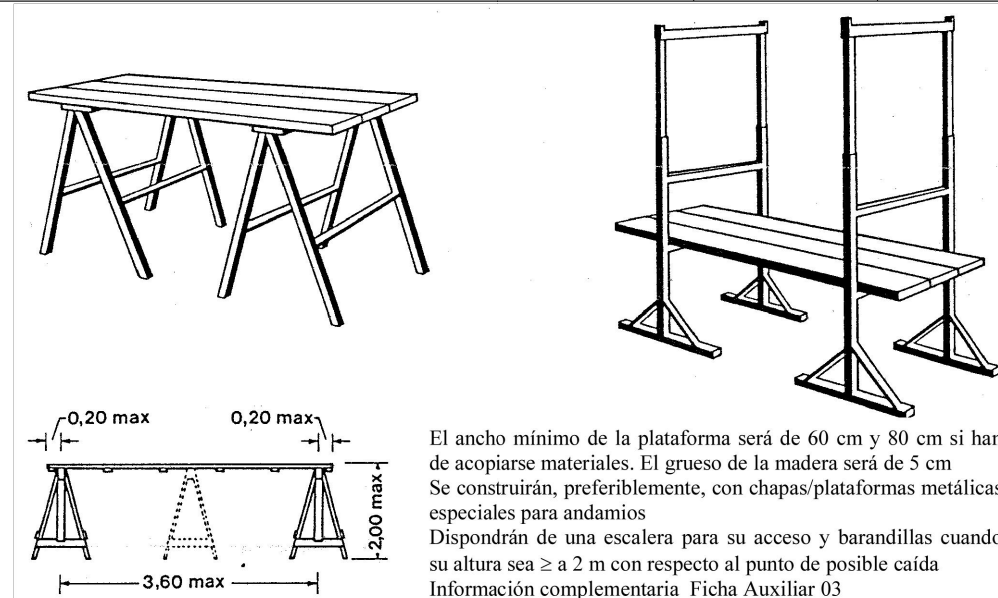 0,20 max
0,20 max
2,00 max
3,60 max
El ancho mínimo de la plataforma será de 60 cm y 80 cm si han
de acopiarse materiales. El grueso de la madera será de 5 cm
Se construirán, preferiblemente, con chapas/plataformas metálicas
especiales para andamios
Dispondrán de una escalera para su acceso y barandillas cuando
su altura sea ≥ a 2 m con respecto al punto de posible caída
Información complementaria Ficha Auxiliar 03